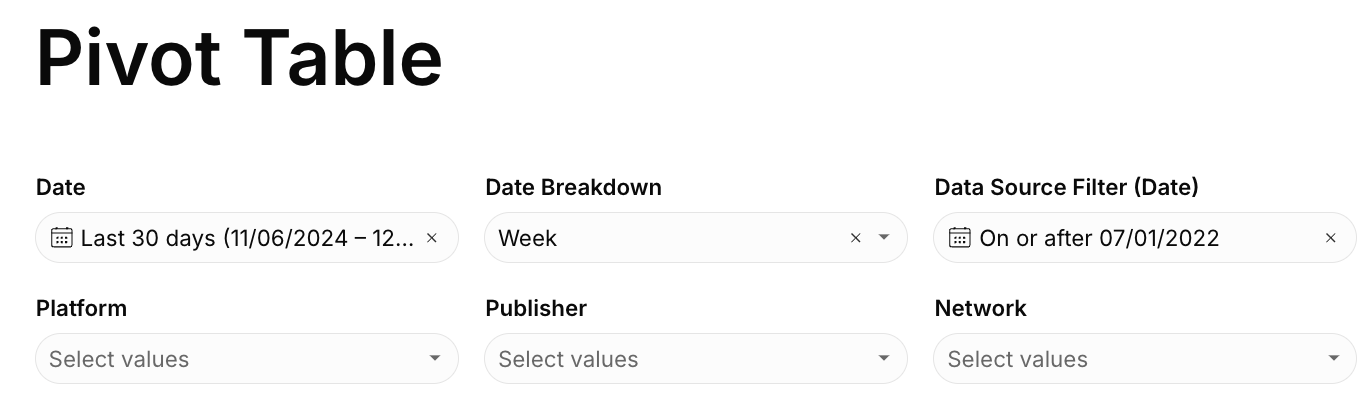 Pivot Table
Date
Date Breakdown
Data Source Filter (Date)
Last 30 days (11/06/2024 – 12...
Week
On or after 07/01/2022
Platform
Publisher
Network
Select values
Select values
Select values